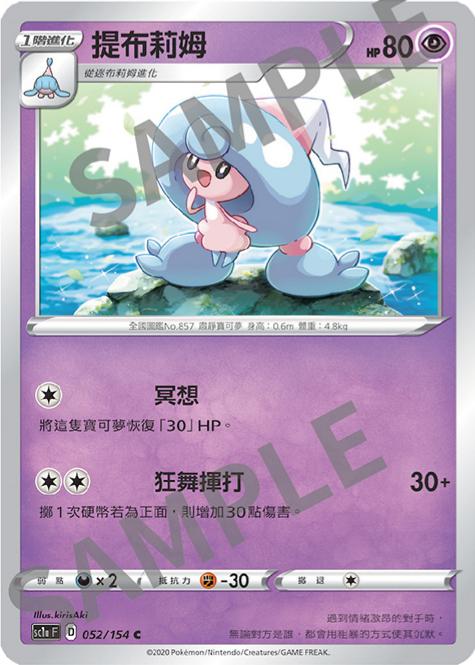 1階進化
提布莉姆
HP80
從迷布莉姆進化
全國圖鑑No.857 肅靜寶可夢 身高：0.6m 體重：4.8kg
冥想
將這隻寶可夢恢復「30」HP。
狂舞揮打 30+
擲1次硬幣若為正面，則增加30點傷害。
弱點 ×2 抵抗力 -30 撤退
Illus.kirisAki
sc1a F D 052/154 C
遇到情緒激昂的對手時，
無論對方是誰，都會用粗暴的方式使其沉默。
©2020 Pokémon/Nintendo/Creatures/GAME FREAK.
SAMPLE
SAMPLE